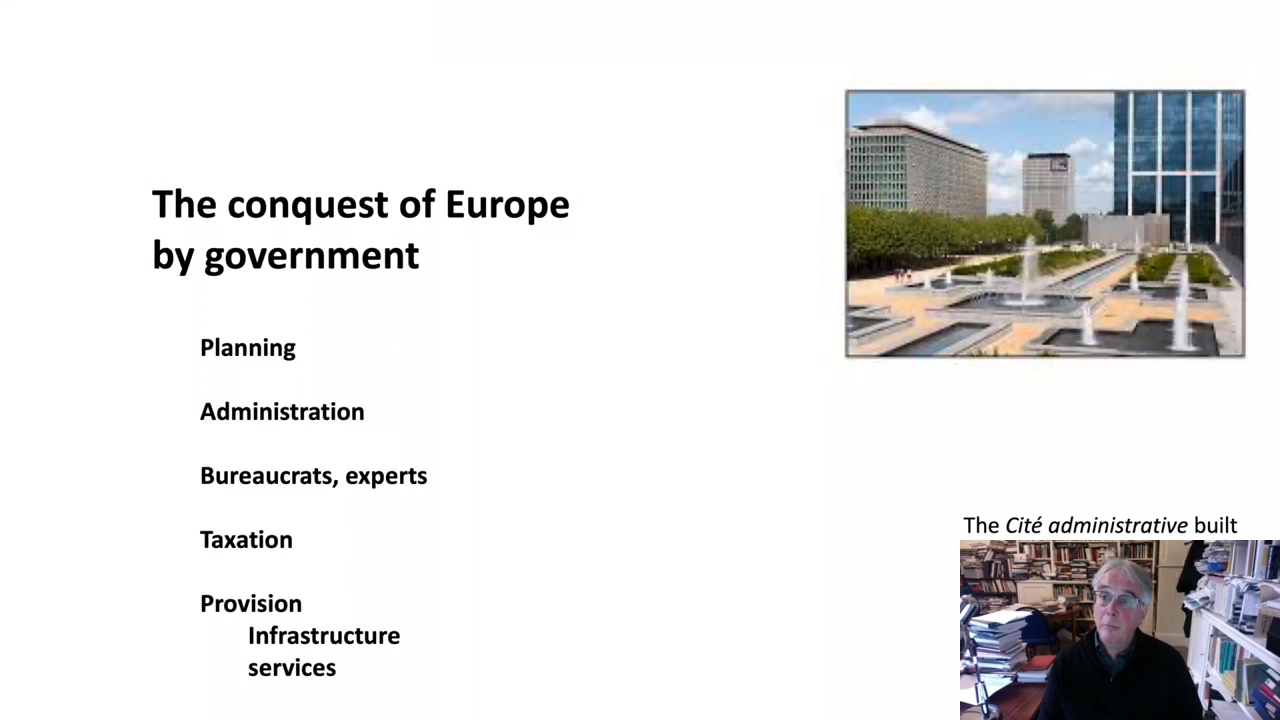 The conquest of Europe
by government
Planning
Administration
Bureaucrats, experts
Taxation
Provision
Infrastructure
services
The Cité administrative built